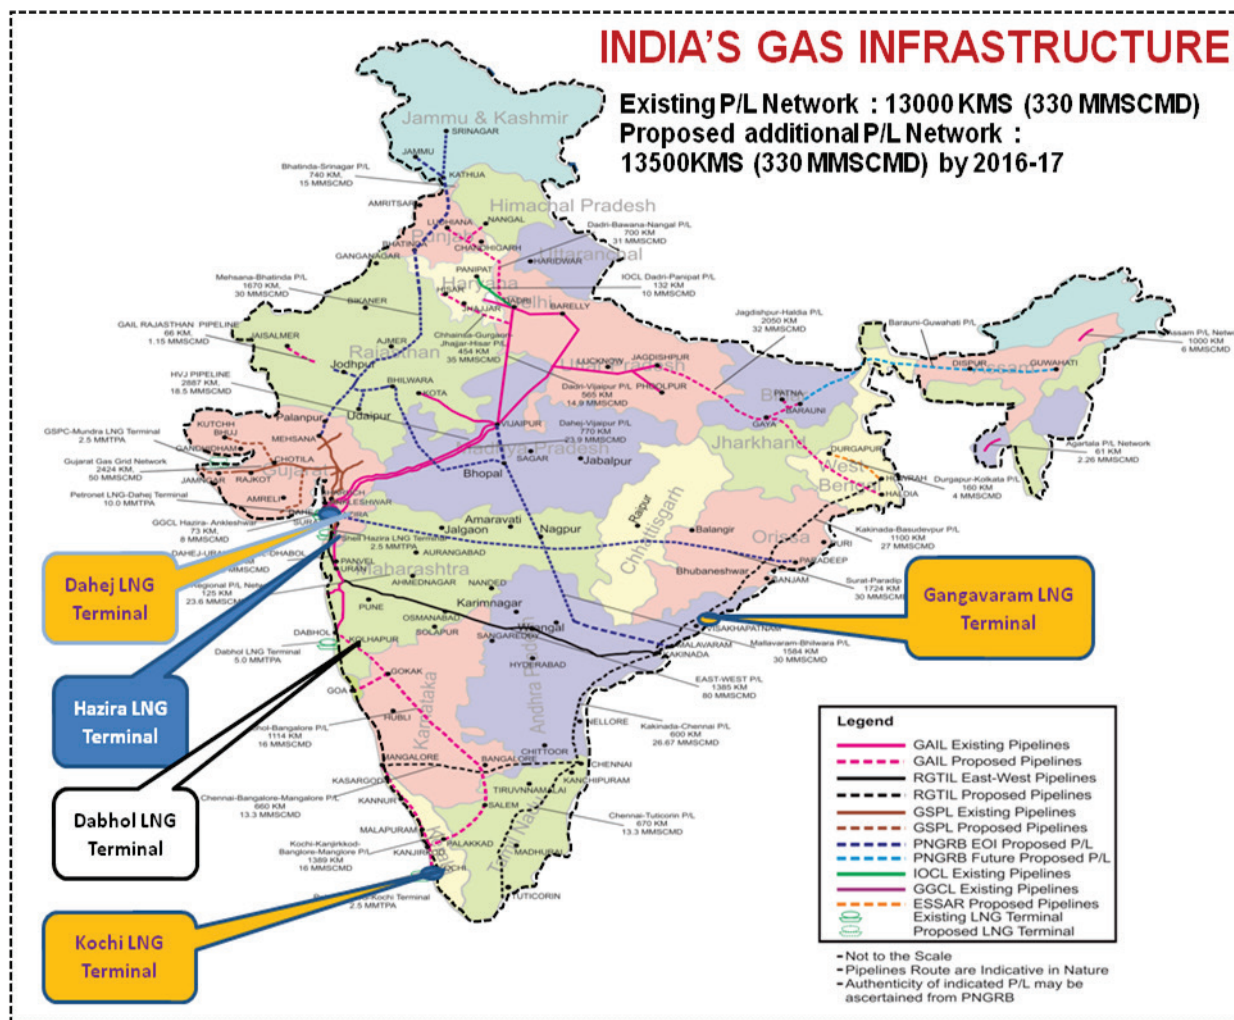 INDIA'S GAS INFRASTRUCTURE
Existing P/L Network : 13000 KMS (330 MMSCMD)
Proposed additional P/L Network :
13500KMS (330 MMSCMD) by 2016-17
Jammu & Kashmir
SRINAGAR
JAMMU
KATHUA
Bhatinda-Srinagar P/L
740 KM,
15 MMSCMD
AMRITSAR
Himachal Pradesh
LUDHIANA
NANGAL
Punjab
CHANDIGARH
BHATINDA
Dadri-Bawana-Nangal P/L
700 KM
31 MMSCMD
Uttaranchal
HARIDWAR
GANGANAGAR
PANIPAT
Haryana
HISAR
JHAJJAR
DADRI
Delhi
IOCL Dadri-Panipat P/L
132 KM
10 MMSCMD
Mehsana-Bhatinda P/L
1670 KM,
30 MMSCMD
BIKANER
BARELLY
Jagdishpur-Haldia P/L
2050 KM
32 MMSCMD
Barauni-Guwahati P/L
Assam P/L Network
1000 KM
6 MMSCMD
GAIL RAJASTHAN PIPELINE
66 KM,
1.15 MMSCMD
JAISALMER
AJMER
Rajasthan
Jodhpur
Chhainsa-Gurgaon-
Jhajjar-Hisar P/L
454 KM
35 MMSCMD
LUCKNOW
JAGDISHPUR
Uttar Pradesh
PHOOLPUR
DISPUR
GUWAHATI
Assam
HVJ PIPELINE
2887 KM,
18.5 MMSCMD
BHILWARA
KOTA
Udaipur
Dadri-Vijaipur P/L
565 KM
14.9 MMSCMD
PATNA
BARAUNI
GAYA
Palanpur
VIJAIPUR
Dahej-Vijaipur P/L
770 KM
23.9 MMSCMD
KUTCHH
BHUJ
MEHSANA
GANDHIDHAM
GSPC-Mundra LNG Terminal
2.5 MMTPA
Madhya Pradesh
SAGAR
Jabalpur
Bhopal
Jharkhand
DURGAPUR
West
Bengal
HOWRAH
HALDIA
Agartala P/L Network
61 KM
2.26 MMSCMD
Durgapur-Kolkata P/L
160 KM
4 MMSCMD
Gujarat Gas Grid Network
2424 KM,
50 MMSCMD
CHOTILA
Gujarat
JAMNGAR
RAJKOT
AMRELI
Petronet LNG-Dahej Terminal
10.0 MMTPA
GGCL Hazira- Ankleshwar
73 KM,
8 MMSCMD
Shell Hazira LNG Terminal
2.5 MMTPA
Amaravati
Jalgaon
Nagpur
Raipur
Chhattisgarh
Balangir
Orissa
Bhubaneshwar
PURI
PARADEEP
GANJAM
Kakinada-Basudevpur P/L
1100 KM
27 MMSCMD
Surat-Paradip
1724 KM
30 MMSCMD
AURANGABAD
PANVEL
URAN
Maharashtra
AHMEDNAGAR
NANDED
Regional P/L Network
125 KM
23.6 MMSCMD
PUNE
Karimnagar
OSMANABAD
SOLAPUR
Warangal
SANGAREDDY
HYDERABAD
VISAKHAPATNAM
MALAVARAM
KAKINADA
Mallavaram-Bhilwara P/L
1584 KM
30 MMSCMD
DABHOL
KOLHAPUR
Dabhol LNG Terminal
5.0 MMTPA
GOKAK
GOA
HUBLI
Karnataka
Andhra
EAST-WEST P/L
1385 KM
80 MMSCMD
NELLORE
Kakinada-Chennai P/L
600 KM
26.67 MMSCMD
1114 KM
16 MMSCMD
CHITTOOR
MANGALORE
BANGALORE
CHENNAI
KASARGOD
KANCHIPURAM
TIRUVNNAMALAI
Chennai-Bangalore-Mangalore P/L
660 KM
13.3 MMSCMD
KANNUR
SALEM
MALAPURAM
Chennai-Tuticorin P/L
670 KM
13.3 MMSCMD
Kochi-Kanjirkkod-
Banglore-Manglore P/L
1389 KM
16 MMSCMD
PALAKKAD
KANJIRKOD
Tamil Nadu
MADHURAI
TUTICORIN
2.5 MMTPA
Dahej LNG
Terminal
Hazira LNG
Terminal
Dabhol LNG
Terminal
Kochi LNG
Terminal
Gangavaram LNG
Terminal
Legend
GAIL Existing Pipelines
GAIL Proposed Pipelines
RGTIL East-West Pipelines
RGTIL Proposed Pipelines
GSPL Existing Pipelines
GSPL Proposed Pipelines
PNGRB EOI Proposed P/L
PNGRB Future Proposed P/L
IOCL Existing Pipelines
GGCL Existing Pipelines
ESSAR Proposed Pipelines
Existing LNG Terminal
Proposed LNG Terminal
-Not to the Scale
-Pipelines Route are Indicative in Nature
-Authenticity of indicated P/L may be
ascertained from PNGRB